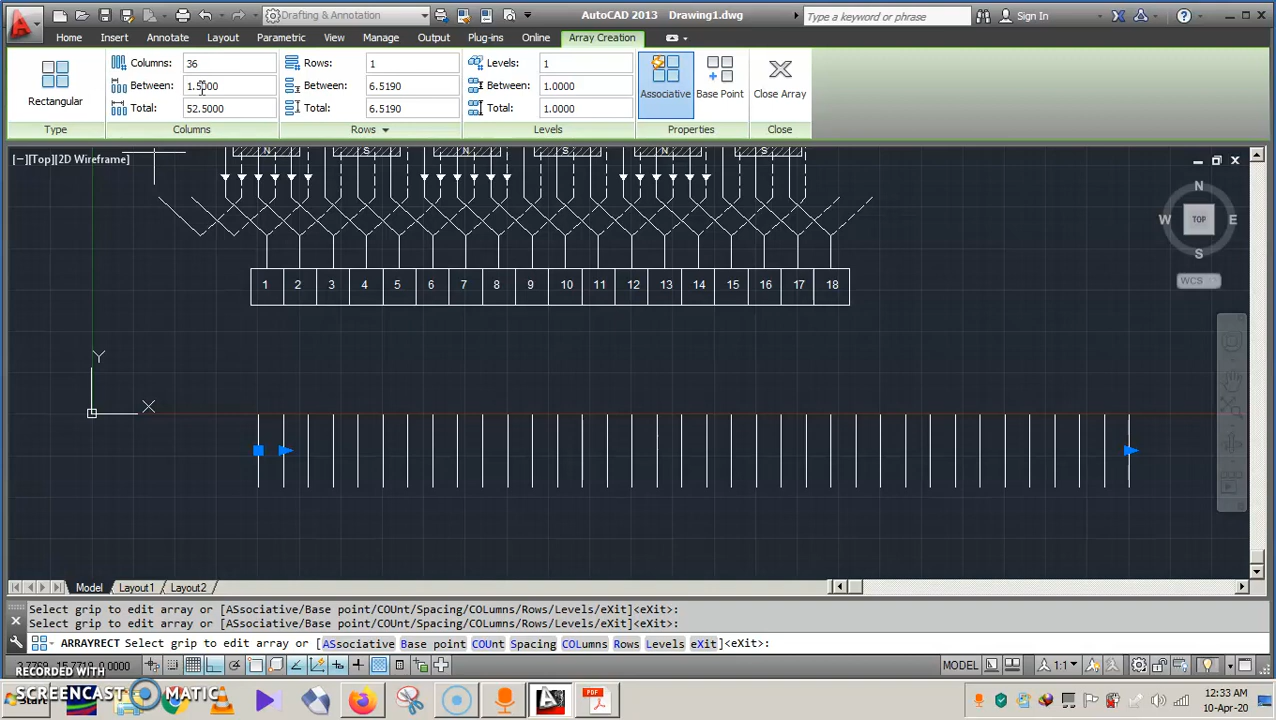 Drafting & Annotation
AutoCAD 2013 Drawing1.dwg
Type a keyword or phrase
Sign In
Home Insert Annotate Layout Parametric View Manage Output Plug-ins Online Array Creation
Columns: 36
Between: 1.5000
Total: 52.5000
Rows: 1
Between: 6.5190
Total: 6.5190
Levels: 1
Between: 1.0000
Total: 1.0000
Rectangular
Associative Base Point Close Array
Type Columns Rows Levels Properties Close
[−][Top][2D Wireframe]
N S N S N S
N
W TOP E
S
WCS
1 2 3 4 5 6 7 8 9 10 11 12 13 14 15 16 17 18
Y
X
Model Layout1 Layout2
Select grip to edit array or [ASsociative/Base point/COUnt/Spacing/COLumns/Rows/Levels/eXit]<eXit>:
Select grip to edit array or [ASsociative/Base point/COUnt/Spacing/COLumns/Rows/Levels/eXit]<eXit>:
ARRAYRECT Select grip to edit array or [ASsociative Base point COUnt Spacing COLumns Rows Levels eXit]<eXit>:
MODEL 1:1
RECORDED WITH
SCREENCAST MATIC
Start
12:33 AM
10-Apr-20
PDF